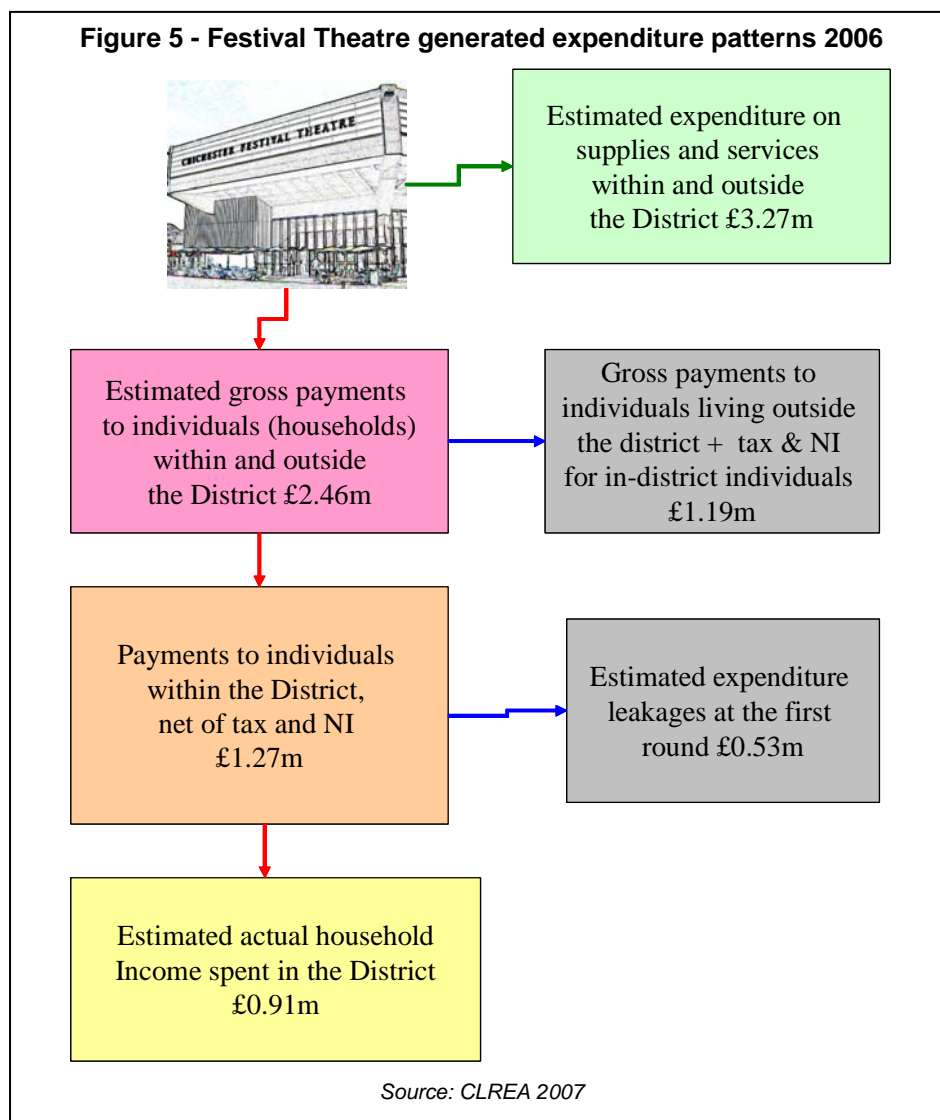 Figure 5 - Festival Theatre generated expenditure patterns 2006
CHICHESTER FESTIVAL THEATRE
Estimated expenditure on
supplies and services
within and outside
the District £3.27m
Estimated gross payments
to individuals (households)
within and outside
the District £2.46m
Gross payments to
individuals living outside
the district + tax & NI
for in-district individuals
£1.19m
Payments to individuals
within the District,
net of tax and NI
£1.27m
Estimated expenditure
leakages at the first
round £0.53m
Estimated actual household
Income spent in the District
£0.91m
Source: CLREA 2007